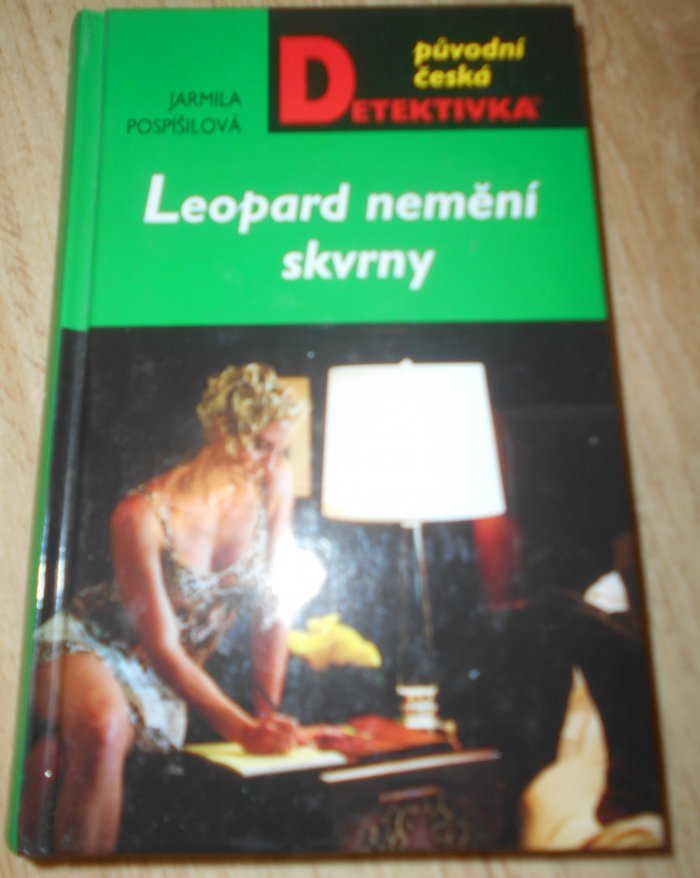 JARMILA
POSPÍŠILOVÁ
původní
česká
DETEKTIVKA
Leopard nemění
skvrny